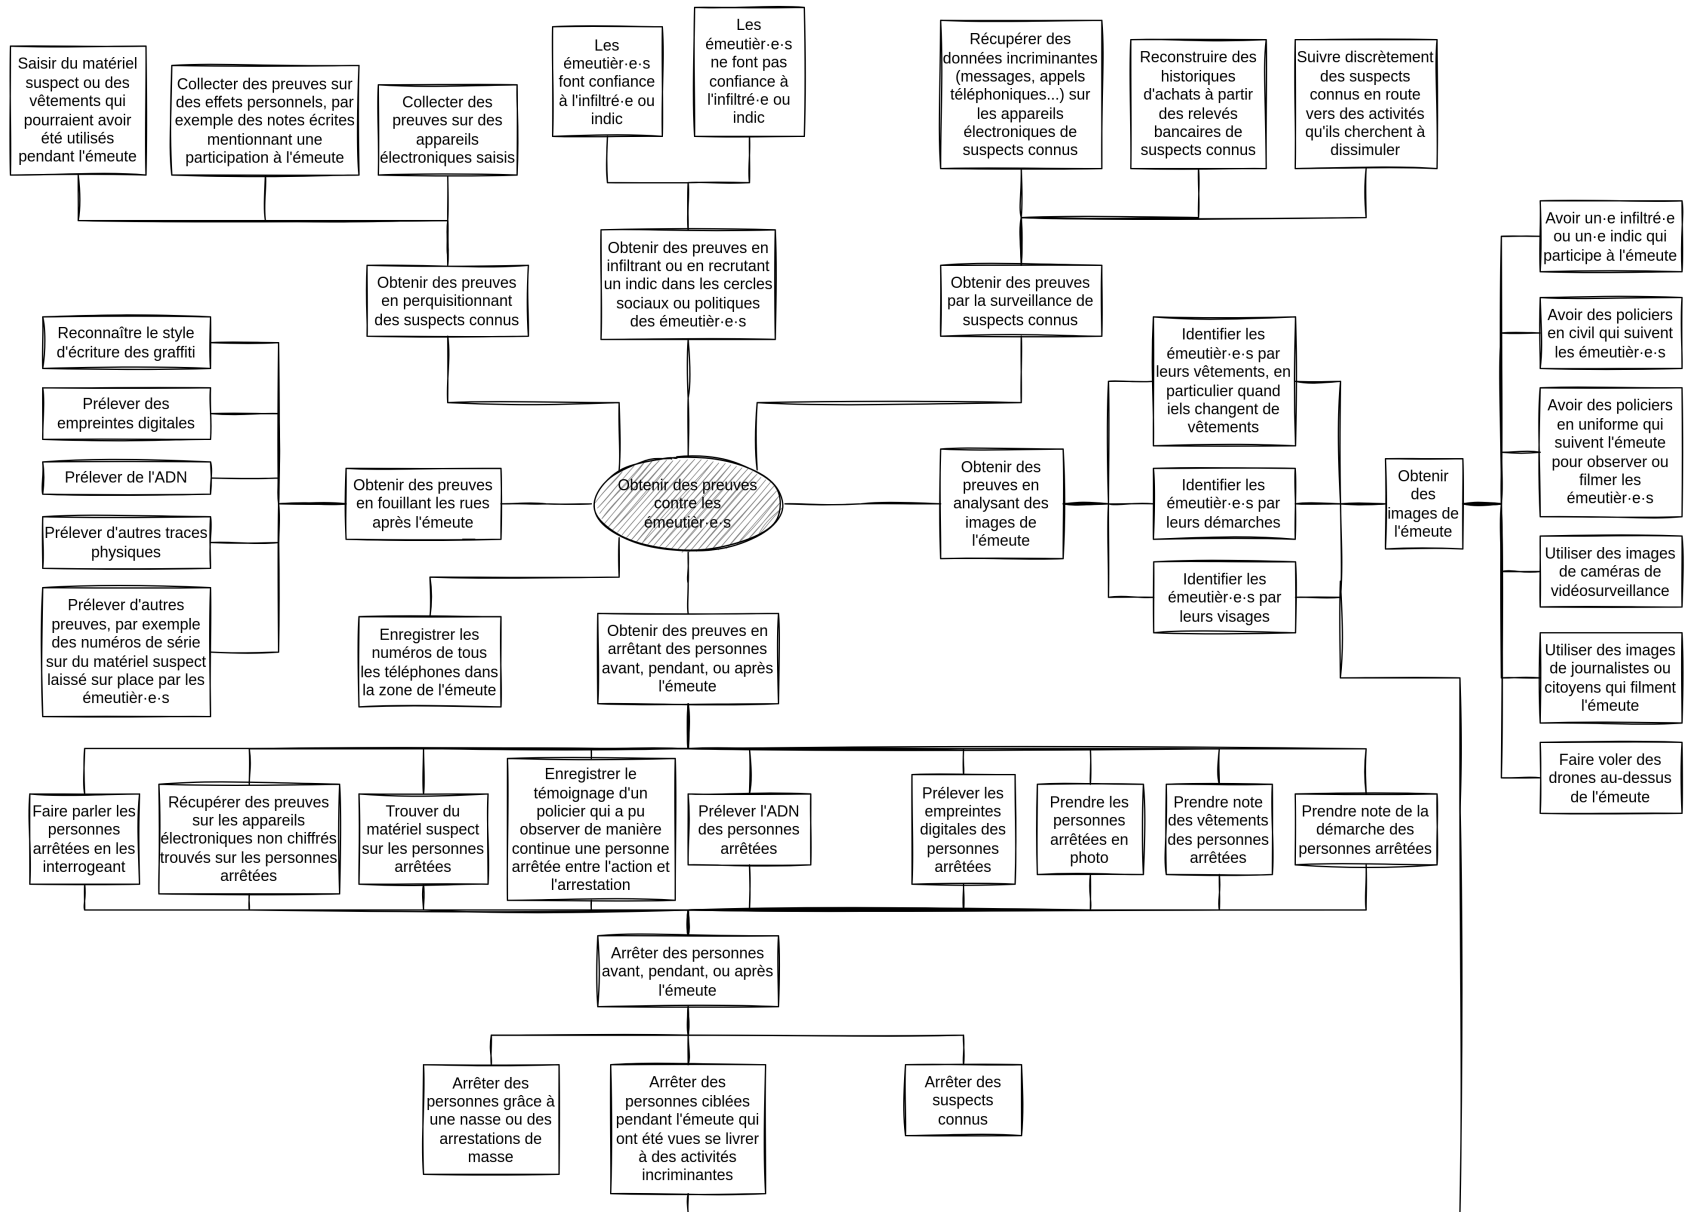 Saisir du matériel
suspect ou des
vêtements qui
pourraient avoir
été utilisés
pendant l'émeute
Collecter des preuves sur
des effets personnels, par
exemple des notes écrites
mentionnant une
participation à l'émeute
Collecter des
preuves sur des
appareils
électroniques saisis
Les
émeutièr·e·s
font confiance
à l'infiltré·e ou
indic
Les
émeutièr·e·s
ne font pas
confiance à
l'infiltré·e ou
indic
Récupérer des
données incriminantes
(messages, appels
téléphoniques...) sur
les appareils
électroniques de
suspects connus
Reconstruire des
historiques
d'achats à partir
des relevés
bancaires de
suspects connus
Suivre discrètement
des suspects
connus en route
vers des activités
qu'ils cherchent à
dissimuler
Obtenir des preuves
en perquisitionnant
des suspects connus
Obtenir des preuves en
infiltrant ou en recrutant
un indic dans les cercles
sociaux ou politiques
des émeutièr·e·s
Obtenir des preuves
par la surveillance de
suspects connus
Reconnaître le style
d'écriture des graffiti
Prélever des
empreintes digitales
Prélever de l'ADN
Prélever d'autres traces
physiques
Prélever d'autres
preuves, par exemple
des numéros de série
sur du matériel suspect
laissé sur place par les
émeutièr·e·s
Obtenir des preuves
en fouillant les rues
après l'émeute
Obtenir des preuves
contre les
émeutièr·e·s
Obtenir des
preuves en
analysant des
images de
l'émeute
Identifier les
émeutièr·e·s par
leurs vêtements, en
particulier quand
iels changent de
vêtements
Identifier les
émeutièr·e·s par
leurs démarches
Identifier les
émeutièr·e·s par
leurs visages
Obtenir
des
images de
l'émeute
Avoir un·e infiltré·e
ou un·e indic qui
participe à l'émeute
Avoir des policiers
en civil qui suivent
les émeutièr·e·s
Avoir des policiers
en uniforme qui
suivent l'émeute
pour observer ou
filmer les
émeutièr·e·s
Utiliser des images
de caméras de
vidéosurveillance
Utiliser des images
de journalistes ou
citoyens qui filment
l'émeute
Faire voler des
drones au-dessus
de l'émeute
Enregistrer les
numéros de tous
les téléphones dans
la zone de l'émeute
Obtenir des preuves en
arrêtant des personnes
avant, pendant, ou après
l'émeute
Faire parler les
personnes
arrêtées en les
interrogeant
Récupérer des preuves
sur les appareils
électroniques non chiffrés
trouvés sur les personnes
arrêtées
Trouver du
matériel suspect
sur les personnes
arrêtées
Enregistrer le
témoignage d'un
policier qui a pu
observer de manière
continue une personne
arrêtée entre l'action et
l'arrestation
Prélever l'ADN
des personnes
arrêtées
Prélever les
empreintes
digitales des
personnes
arrêtées
Prendre les
personnes
arrêtées en
photo
Prendre note
des vêtements
des personnes
arrêtées
Prendre note de la
démarche des
personnes arrêtées
Arrêter des personnes
avant, pendant, ou après
l'émeute
Arrêter des
personnes grâce à
une nasse ou des
arrestations de
masse
Arrêter des
personnes ciblées
pendant l'émeute qui
ont été vues se livrer
à des activités
incriminantes
Arrêter des
suspects
connus